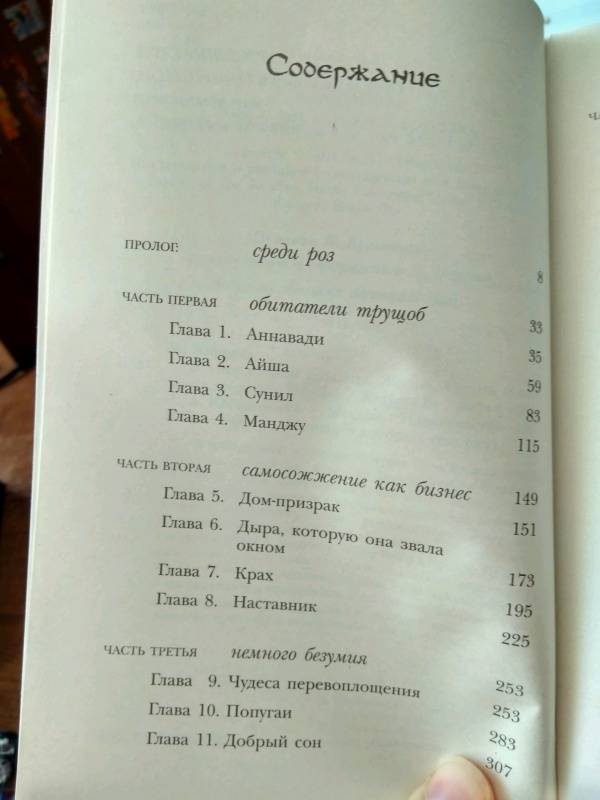 Содержание
ПРОЛОГ: среди роз 8
ЧАСТЬ ПЕРВАЯ обитатели трущоб 33
Глава 1. Аннавади 35
Глава 2. Айша 59
Глава 3. Сунил 83
Глава 4. Манджу 115
ЧАСТЬ ВТОРАЯ самосожжение как бизнес 149
Глава 5. Дом-призрак 151
Глава 6. Дыра, которую она звала
окном 173
Глава 7. Крах 195
Глава 8. Наставник 225
ЧАСТЬ ТРЕТЬЯ немного безумия 253
Глава 9. Чудеса перевоплощения 253
Глава 10. Попугаи 283
Глава 11. Добрый сон 307